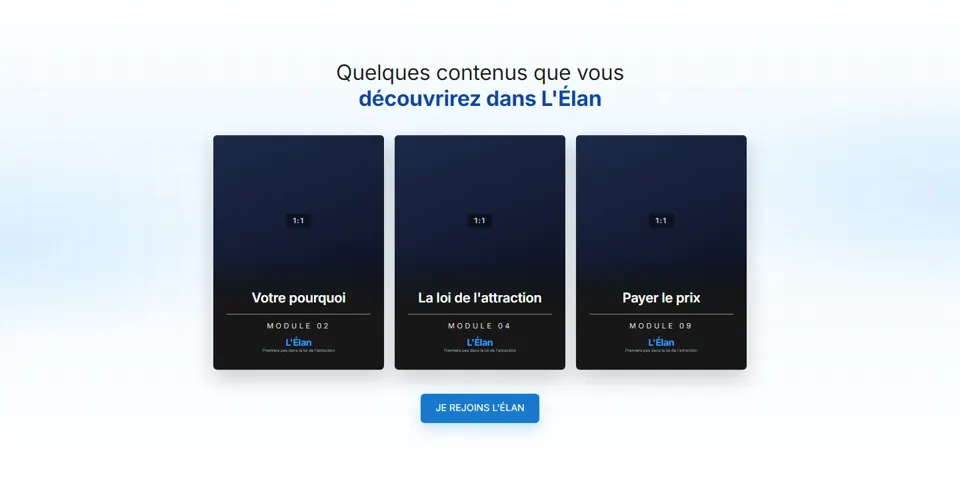 Quelques contenus que vous
découvrirez dans L'Élan
1:1
1:1
1:1
Votre pourquoi
La loi de l'attraction
Payer le prix
MODULE 02
MODULE 04
MODULE 09
L'Élan
L'Élan
L'Élan
Premiers pas dans la loi de l'attraction
Premiers pas dans la loi de l'attraction
Premiers pas dans la loi de l'attraction
JE REJOINS L'ÉLAN